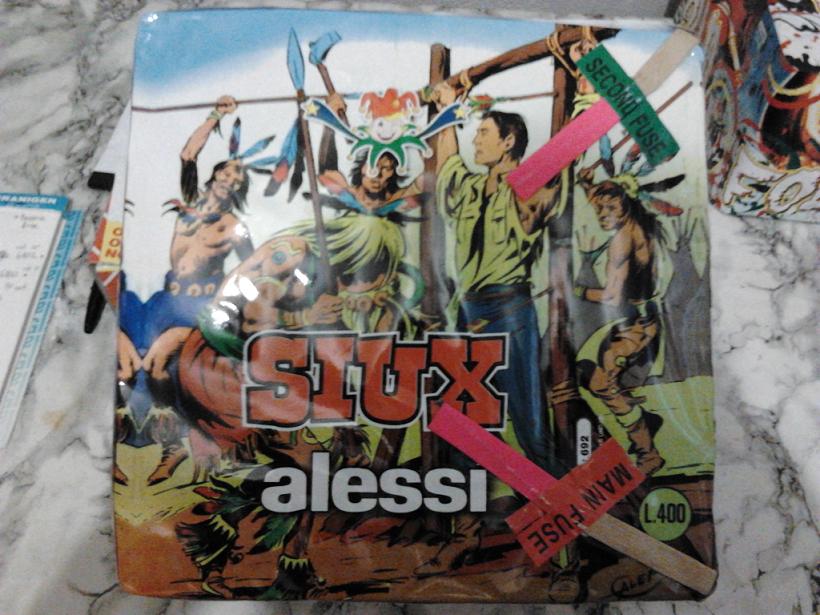 SECOND FUSE
SIUX
alessi
692
MAIN FUSE
L.400